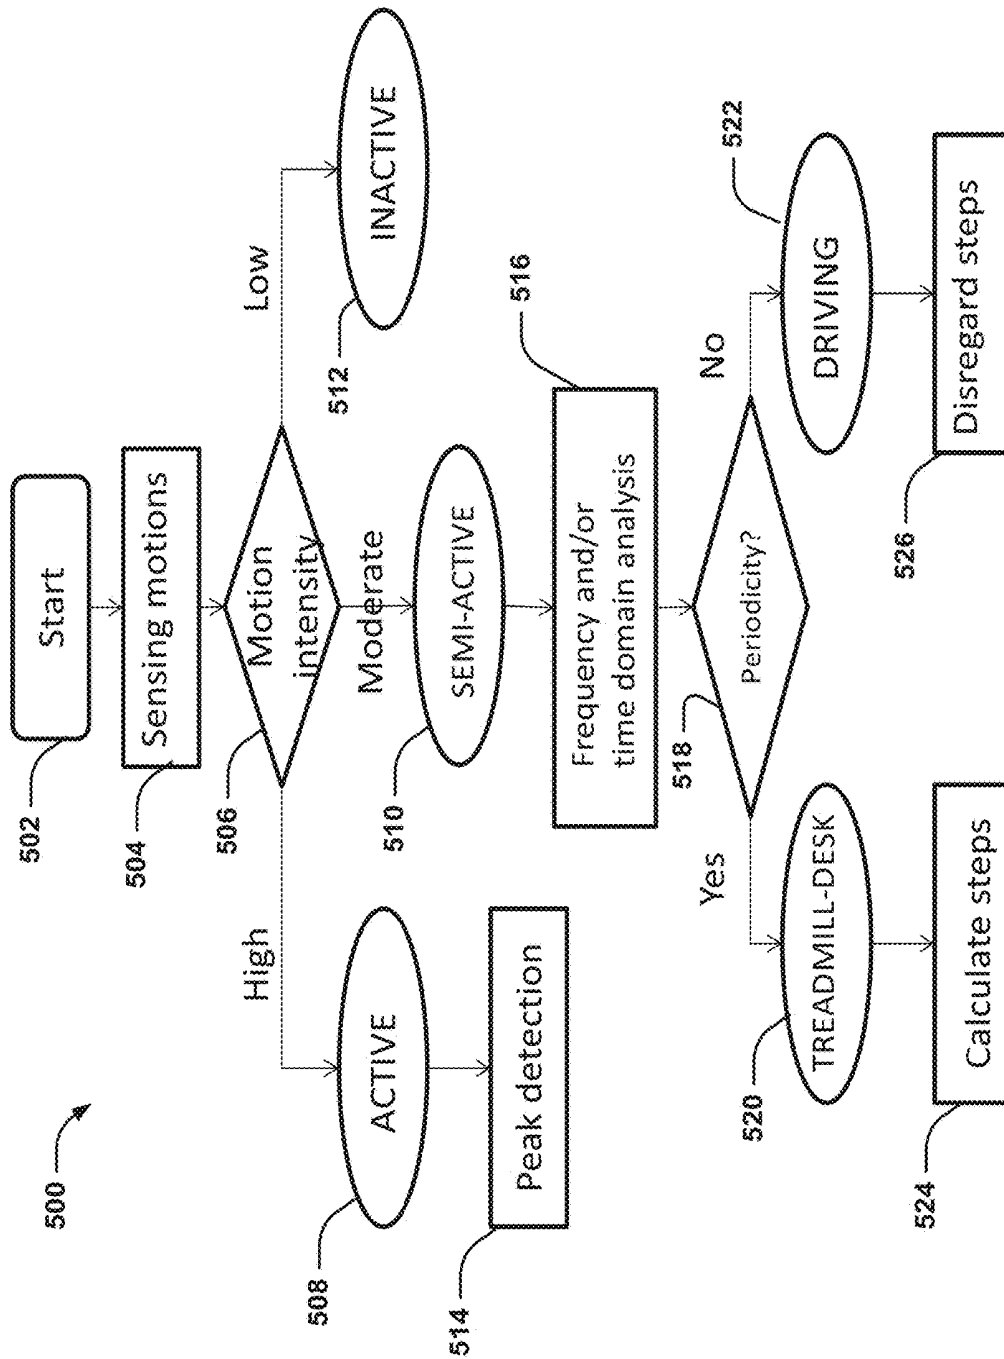 500
502
Start
504
Sensing motions
506
Motion
intensity
High
Moderate
Low
508
ACTIVE
510
SEMI-ACTIVE
512
INACTIVE
514
Peak detection
516
Frequency and/or
time domain analysis
518
Periodicity?
Yes
No
520
TREADMILL-DESK
522
DRIVING
524
Calculate steps
526
Disregard steps